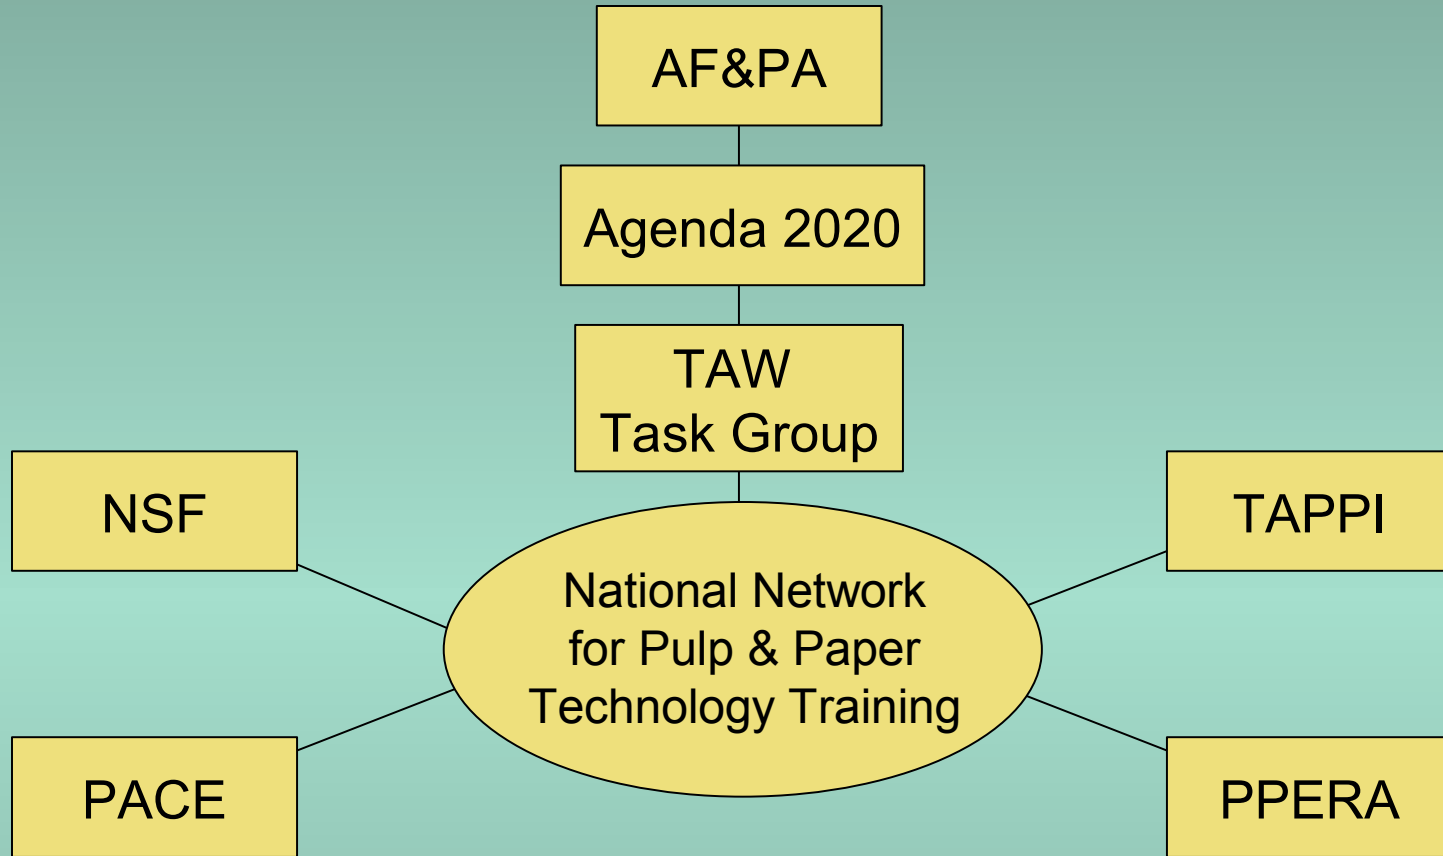 AF&PA
Agenda 2020
TAW
Task Group
NSF
TAPPI
National Network
for Pulp & Paper
Technology Training
PACE
PPERA